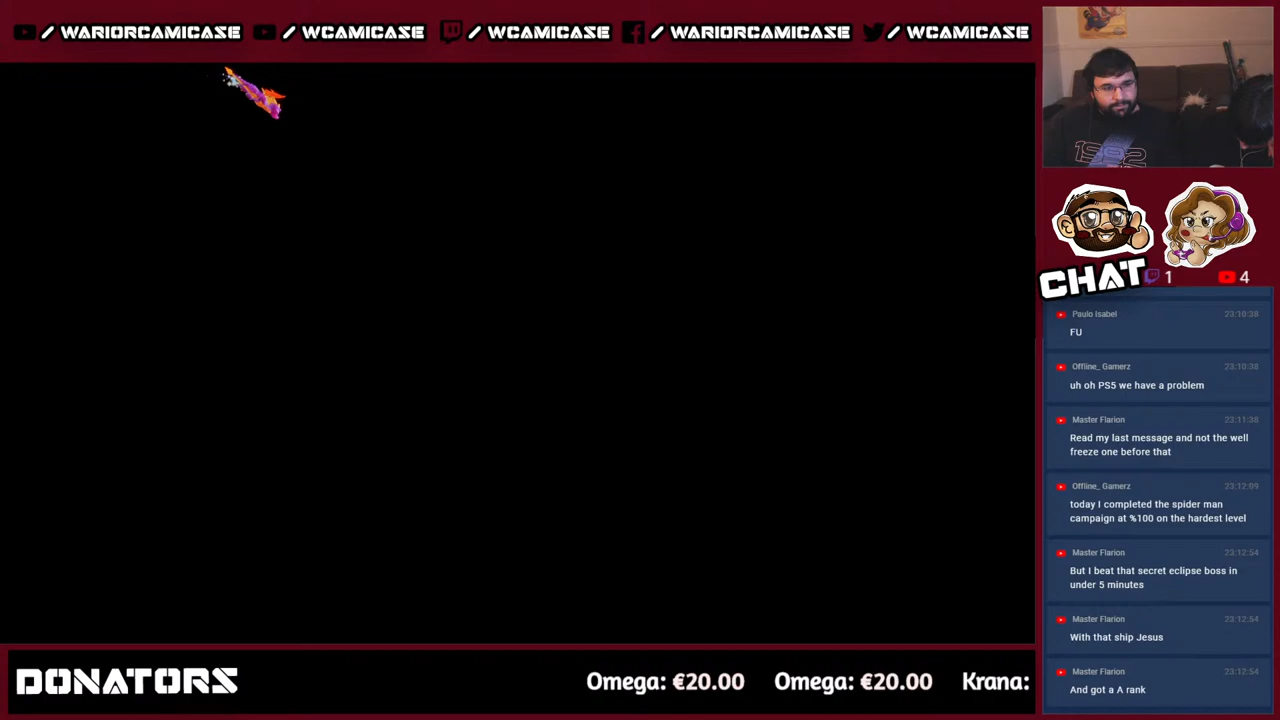 / WARIORCAMICASE / WCAMICASE / WCAMICASE / WARIORCAMICASE / WCAMICASE
1992
CHAT 1 4
Paulo Isabel 23:10:38
FU
Offline_ Gamerz 23:10:38
uh oh PS5 we have a problem
Master Flarion 23:11:38
Read my last message and not the well
freeze one before that
Offline_ Gamerz 23:12:09
today I completed the spider man
campaign at %100 on the hardest level
Master Flarion 23:12:54
But I beat that secret eclipse boss in
under 5 minutes
Master Flarion 23:12:54
With that ship Jesus
Master Flarion 23:12:54
And got a A rank
DONATORS Omega: €20.00 Omega: €20.00 Krana: